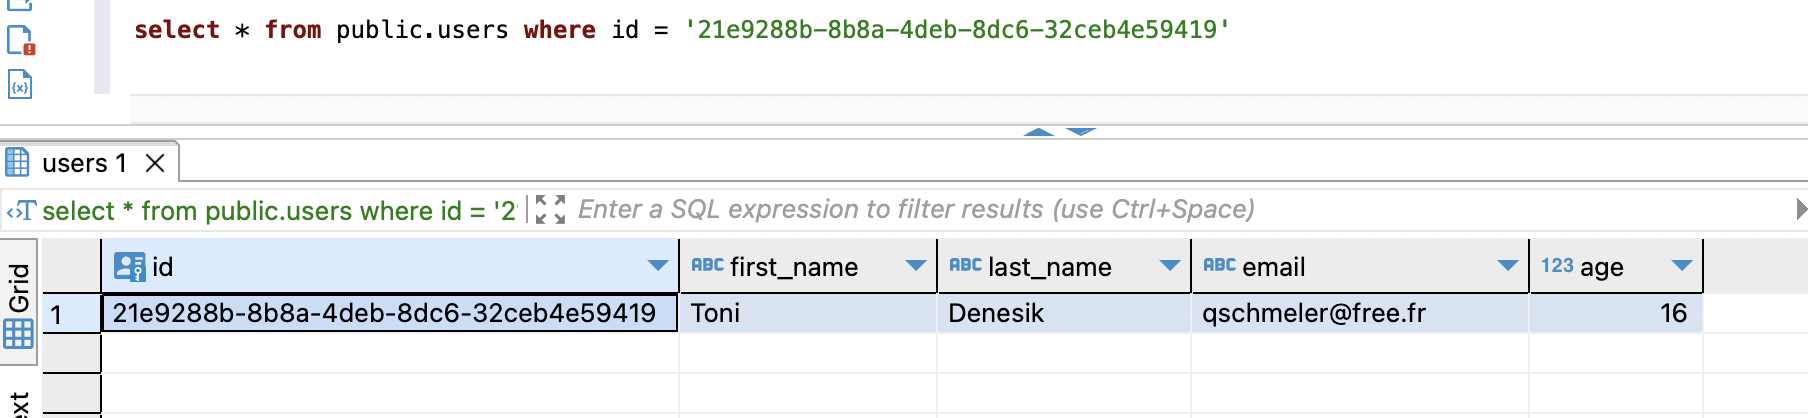 select * from public.users where id = '21e9288b-8b8a-4deb-8dc6-32ceb4e59419'
{x}
users 1
<>T select * from public.users where id = '2 Enter a SQL expression to filter results (use Ctrl+Space)
Grid
id ABC first_name ABC last_name ABC email 123 age
1 21e9288b-8b8a-4deb-8dc6-32ceb4e59419 Toni Denesik qschmeler@free.fr 16